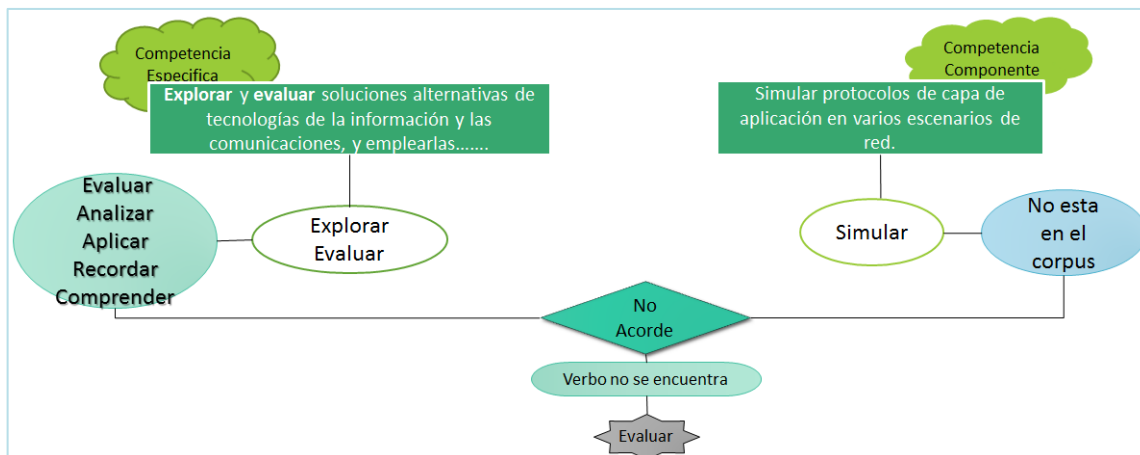 Competencia
Especifica
Explorar y evaluar soluciones alternativas de
tecnologías de la información y las
comunicaciones, y emplearlas…….
Evaluar
Analizar
Aplicar
Recordar
Comprender
Explorar
Evaluar
Competencia
Componente
Simular protocolos de capa de
aplicación en varios escenarios de
red.
Simular
No esta
en el
corpus
No
Acorde
Verbo no se encuentra
Evaluar